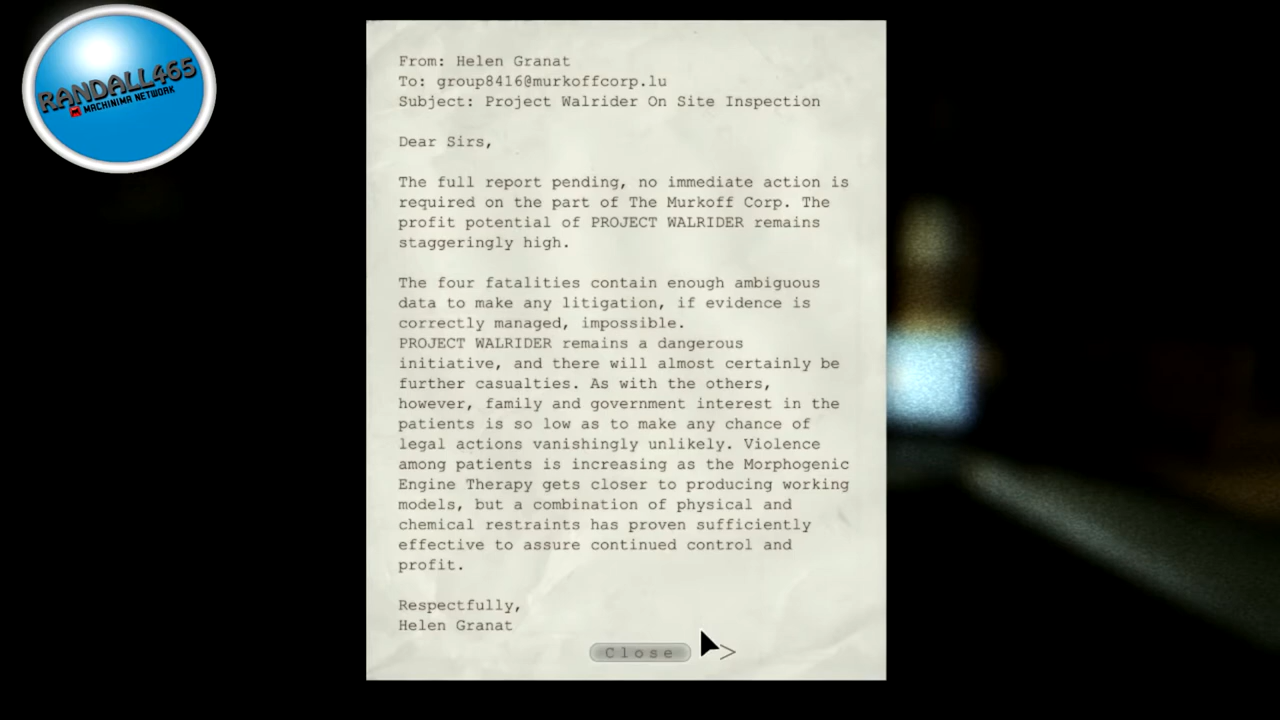 RANDALL465
MACHINIMA NETWORK
From: Helen Granat
To: group8416@murkoffcorp.lu
Subject: Project Walrider On Site Inspection
Dear Sirs,
The full report pending, no immediate action is
required on the part of The Murkoff Corp. The
profit potential of PROJECT WALRIDER remains
staggeringly high.
The four fatalities contain enough ambiguous
data to make any litigation, if evidence is
correctly managed, impossible.
PROJECT WALRIDER remains a dangerous
initiative, and there will almost certainly be
further casualties. As with the others,
however, family and government interest in the
patients is so low as to make any chance of
legal actions vanishingly unlikely. Violence
among patients is increasing as the Morphogenic
Engine Therapy gets closer to producing working
models, but a combination of physical and
chemical restraints has proven sufficiently
effective to assure continued control and
profit.
Respectfully,
Helen Granat
Close >